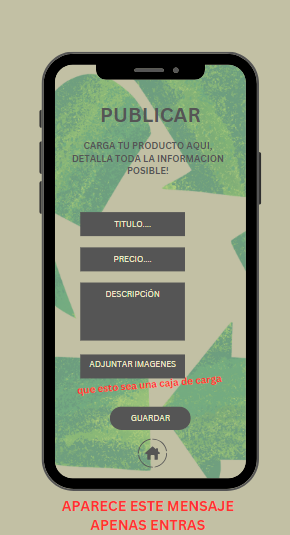 PUBLICAR
CARGA TU PRODUCTO AQUI,
DETALLA TODA LA INFORMACION
POSIBLE!
TITULO....
PRECIO....
DESCRIPCIÓN
ADJUNTAR IMAGENES
que esto sea una caja de carga
GUARDAR
APARECE ESTE MENSAJE
APENAS ENTRAS